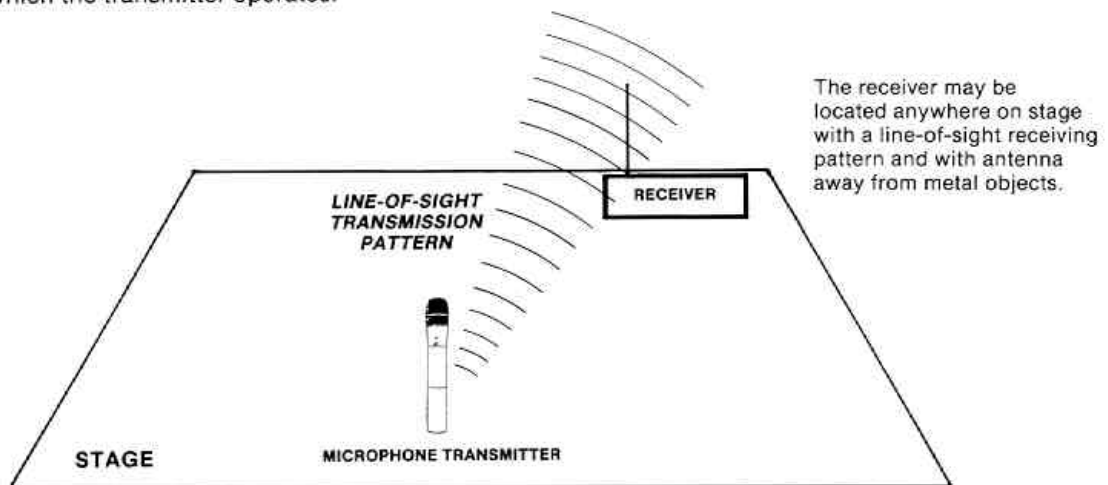 which the transmitter operates.
The receiver may be
located anywhere on stage
with a line-of-sight receiving
pattern and with antenna
away from metal objects.
RECEIVER
LINE-OF-SIGHT
TRANSMISSION
PATTERN
STAGE
MICROPHONE TRANSMITTER